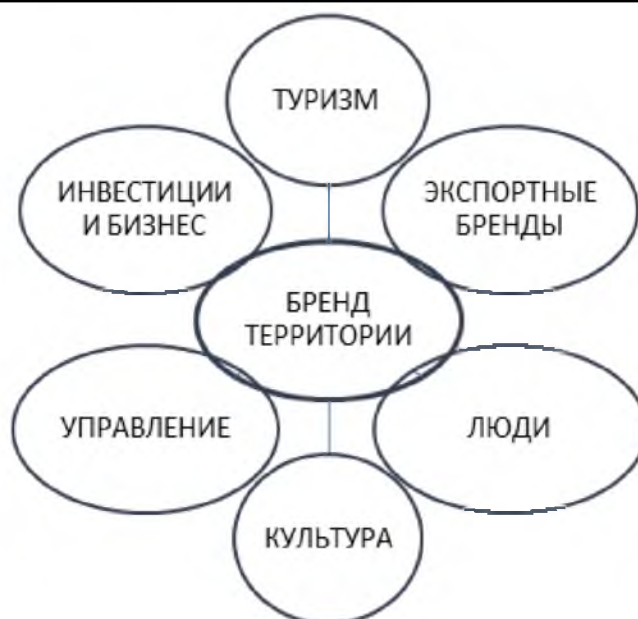 ТУРИЗМ
ИНВЕСТИЦИИ
И БИЗНЕС
ЭКСПОРТНЫЕ
БРЕНДЫ
БРЕНД
ТЕРРИТОРИИ
УПРАВЛЕНИЕ
ЛЮДИ
КУЛЬТУРА